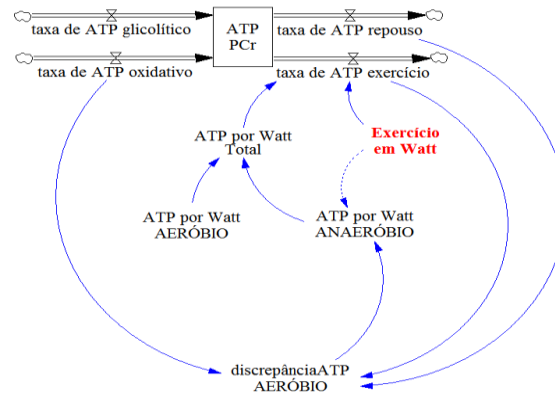 ATP
PCr
taxa de ATP glicolítico
taxa de ATP repouso
taxa de ATP oxidativo
taxa de ATP exercício
ATP por Watt
Total
Exercício
em Watt
ATP por Watt
AERÓBIO
ATP por Watt
ANAERÓBIO
discrepânciaATP
AERÓBIO